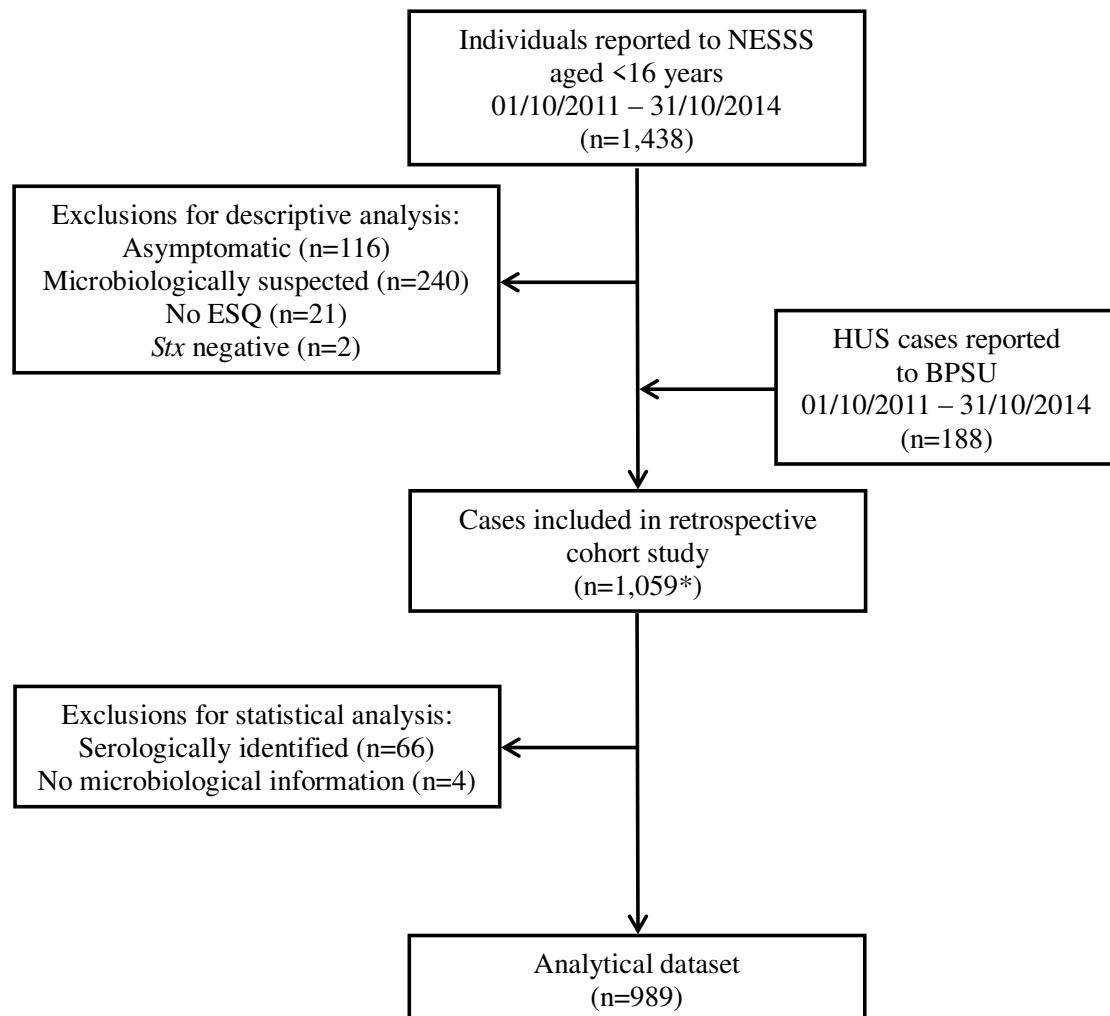 Individuals reported to NESSS
aged <16 years
01/10/2011 – 31/10/2014
(n=1,438)
Exclusions for descriptive analysis:
Asymptomatic (n=116)
Microbiologically suspected (n=240)
No ESQ (n=21)
Stx negative (n=2)
HUS cases reported
to BPSU
01/10/2011 – 31/10/2014
(n=188)
Cases included in retrospective
cohort study
(n=1,059*)
Exclusions for statistical analysis:
Serologically identified (n=66)
No microbiological information (n=4)
Analytical dataset
(n=989)